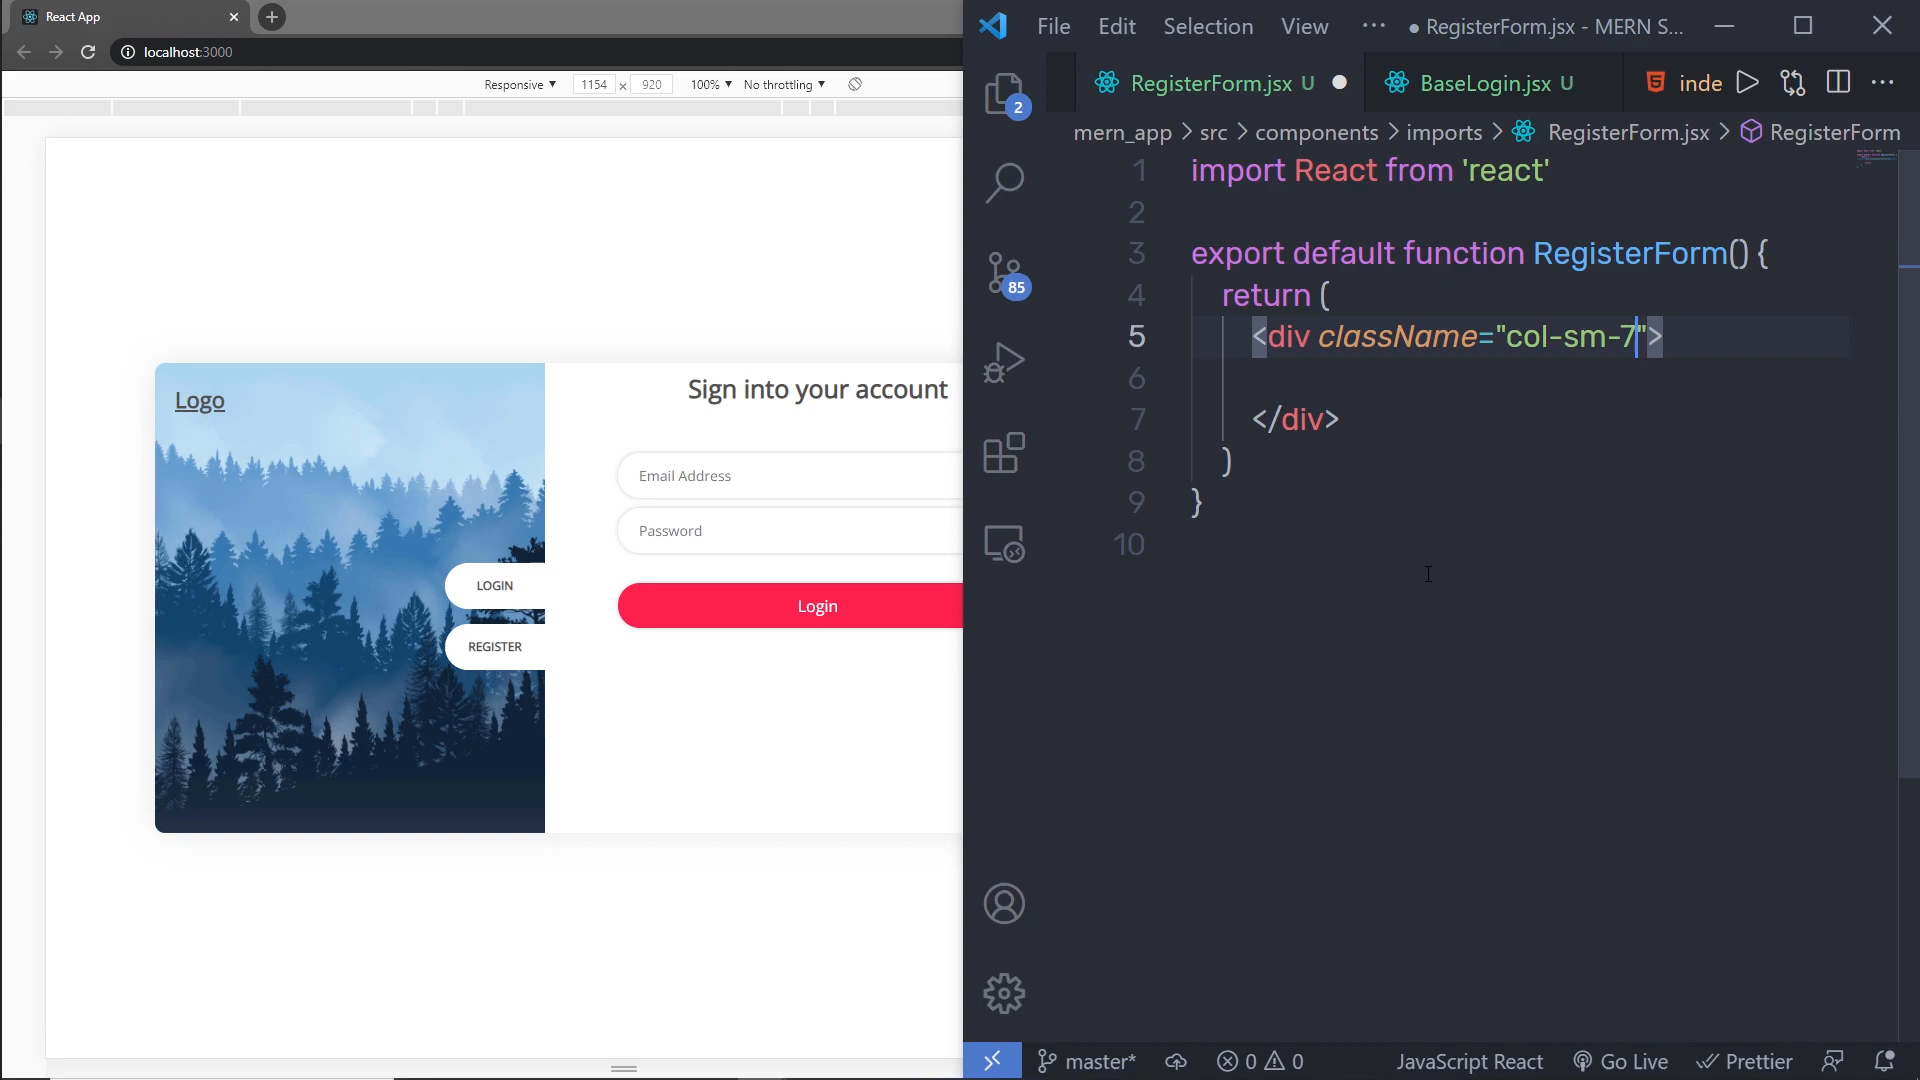 React App
localhost:3000
Responsive 1154 x 920 100% No throttling
Logo
Sign into your account
Email Address
Password
LOGIN
Login
REGISTER
File Edit Selection View ··· ● RegisterForm.jsx - MERN S...
RegisterForm.jsx U BaseLogin.jsx U inde
mern_app > src > components > imports > RegisterForm.jsx > RegisterForm
2
85
1 import React from 'react'
2
3 export default function RegisterForm() {
4 return (
5 <div className="col-sm-7">
6
7 </div>
8 )
9 }
10
master* 0 0 JavaScript React Go Live Prettier